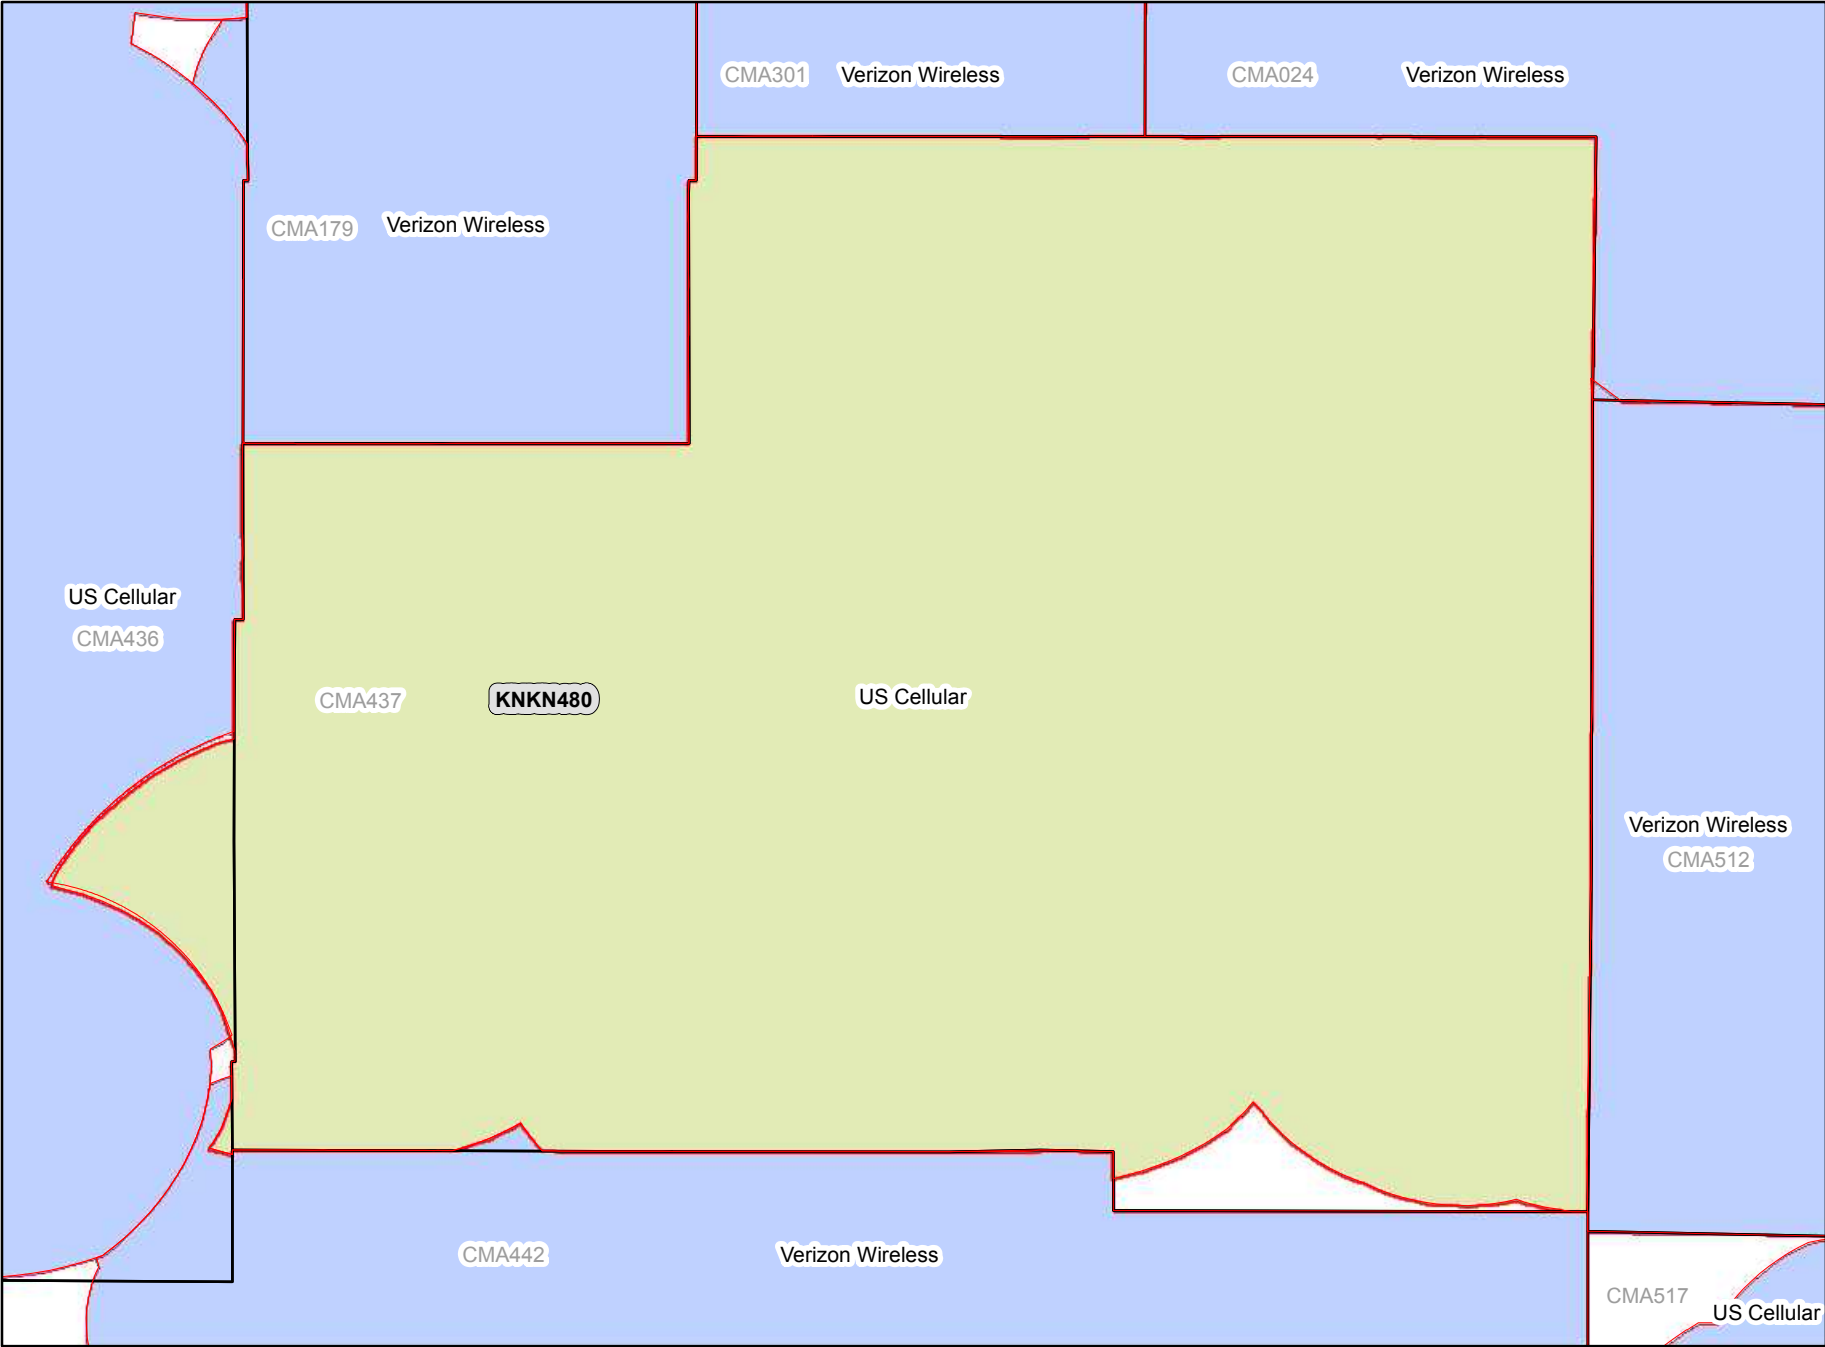 CMA301 Verizon Wireless
CMA024 Verizon Wireless
CMA179 Verizon Wireless
US Cellular
CMA436
CMA437 KNKN480 US Cellular
Verizon Wireless
CMA512
CMA442 Verizon Wireless
CMA517
US Cellular